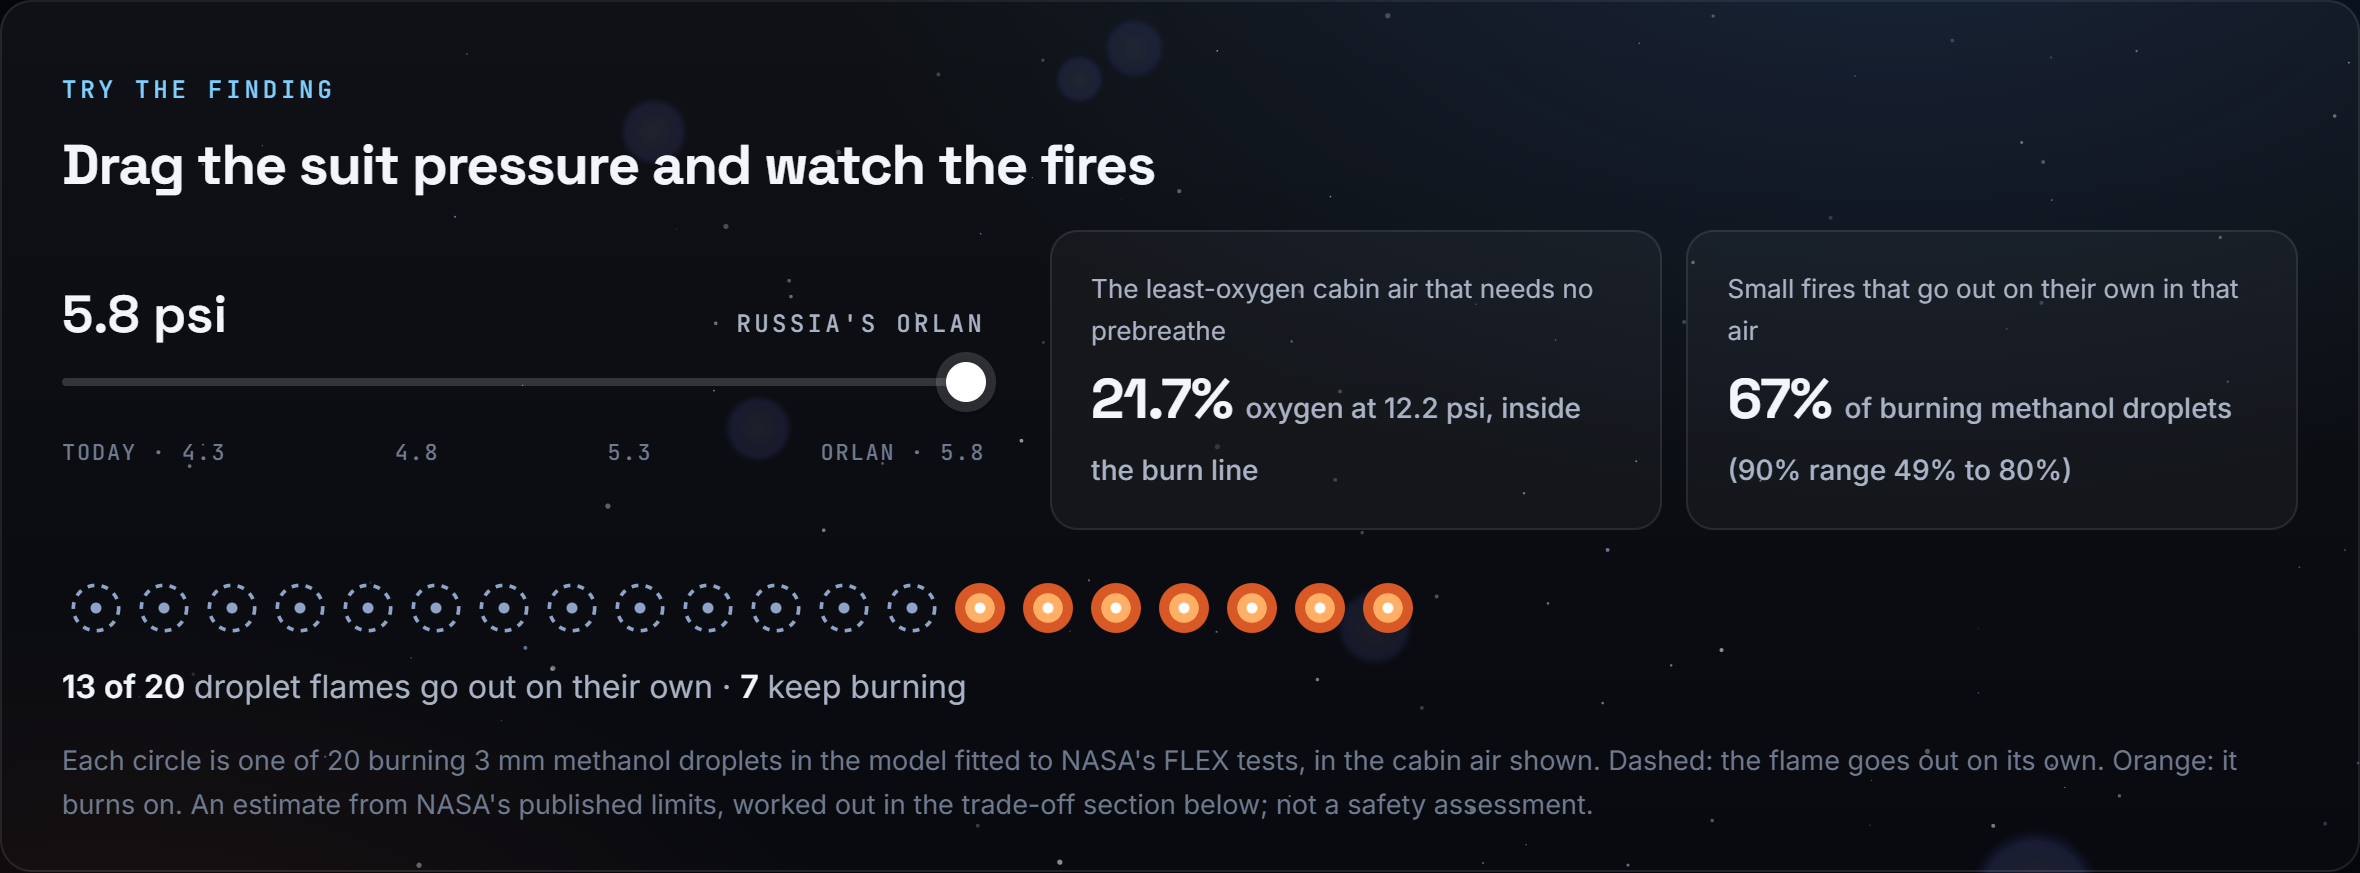 TRY THE FINDING
Drag the suit pressure and watch the fires
5.8 psi
RUSSIA'S ORLAN
TODAY · 4.3
4.8
5.3
ORLAN · 5.8
The least-oxygen cabin air that needs no
prebreathe
21.7% oxygen at 12.2 psi, inside
the burn line
Small fires that go out on their own in that
air
67% of burning methanol droplets
(90% range 49% to 80%)
13 of 20 droplet flames go out on their own · 7 keep burning
Each circle is one of 20 burning 3 mm methanol droplets in the model fitted to NASA's FLEX tests, in the cabin air shown. Dashed: the flame goes out on its own. Orange: it
burns on. An estimate from NASA's published limits, worked out in the trade-off section below; not a safety assessment.